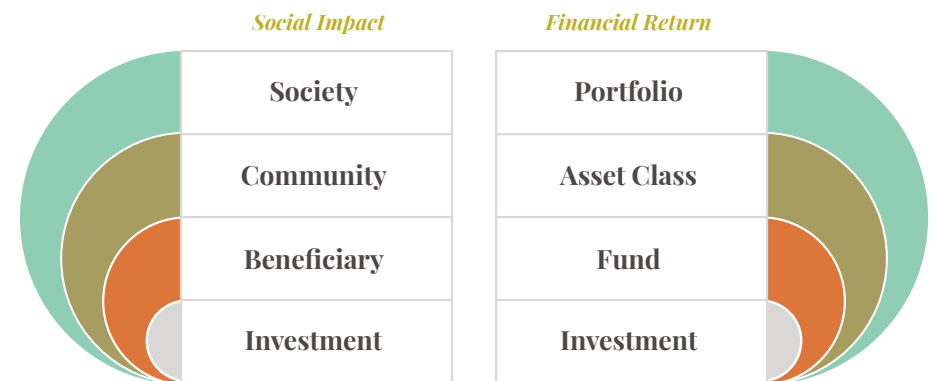 Social Impact
Financial Return
Society
Portfolio
Community
Asset Class
Beneficiary
Fund
Investment
Investment